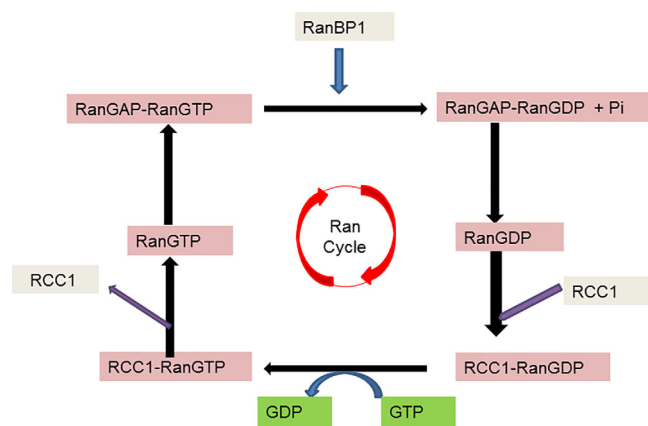 RanBP1
RanGAP-RanGTP
RanGAP-RanGDP + Pi
RanGTP
Ran
Cycle
RanGDP
RCC1
RCC1
RCC1-RanGTP
RCC1-RanGDP
GDP
GTP